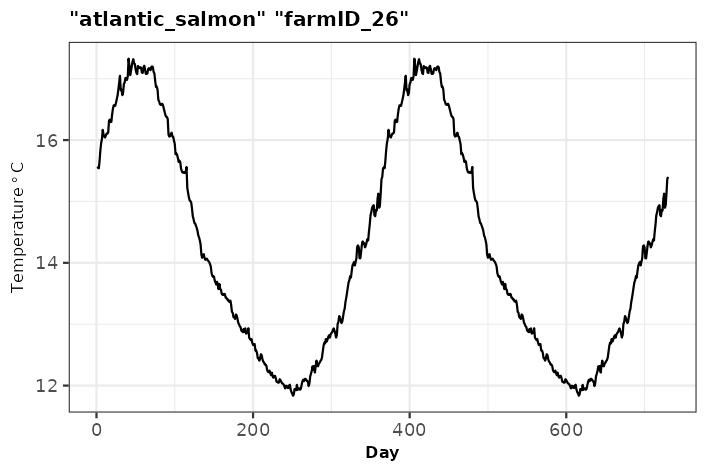 "atlantic_salmon" "farmID_26"
Temperature ° C
16
14
12
0 200 400 600
Day